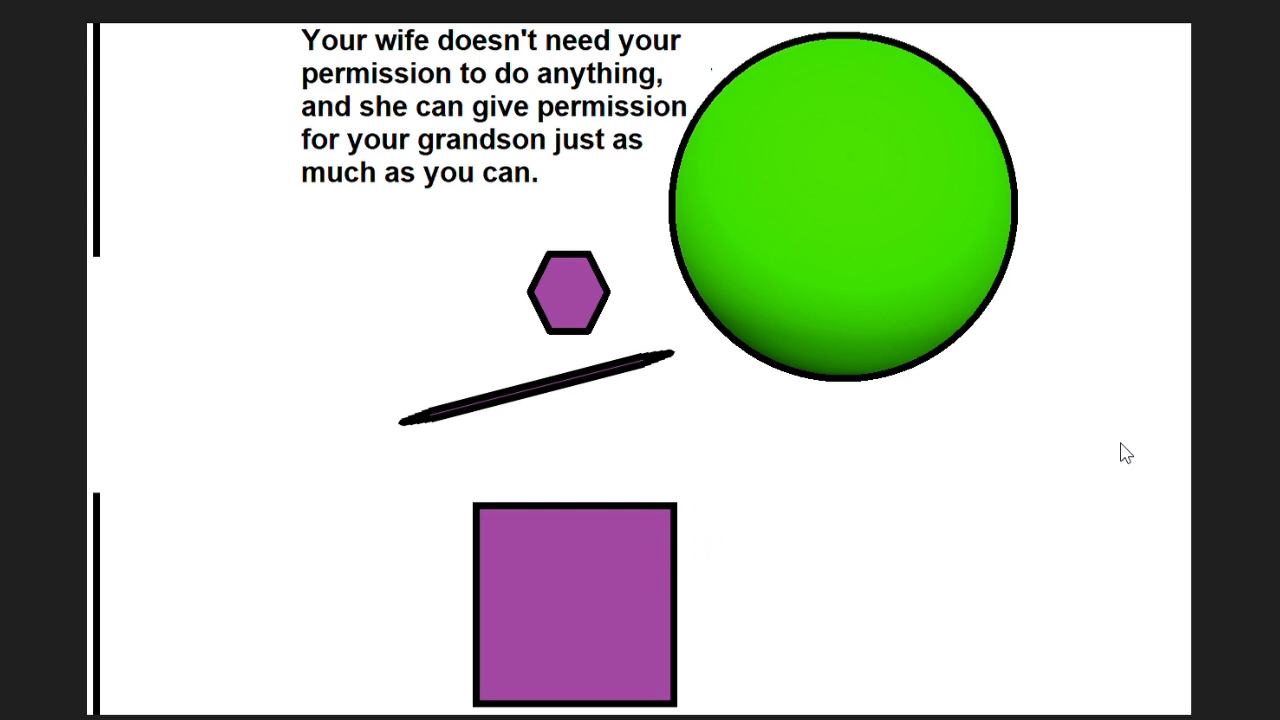 Your wife doesn't need your
permission to do anything,
and she can give permission
for your grandson just as
much as you can.